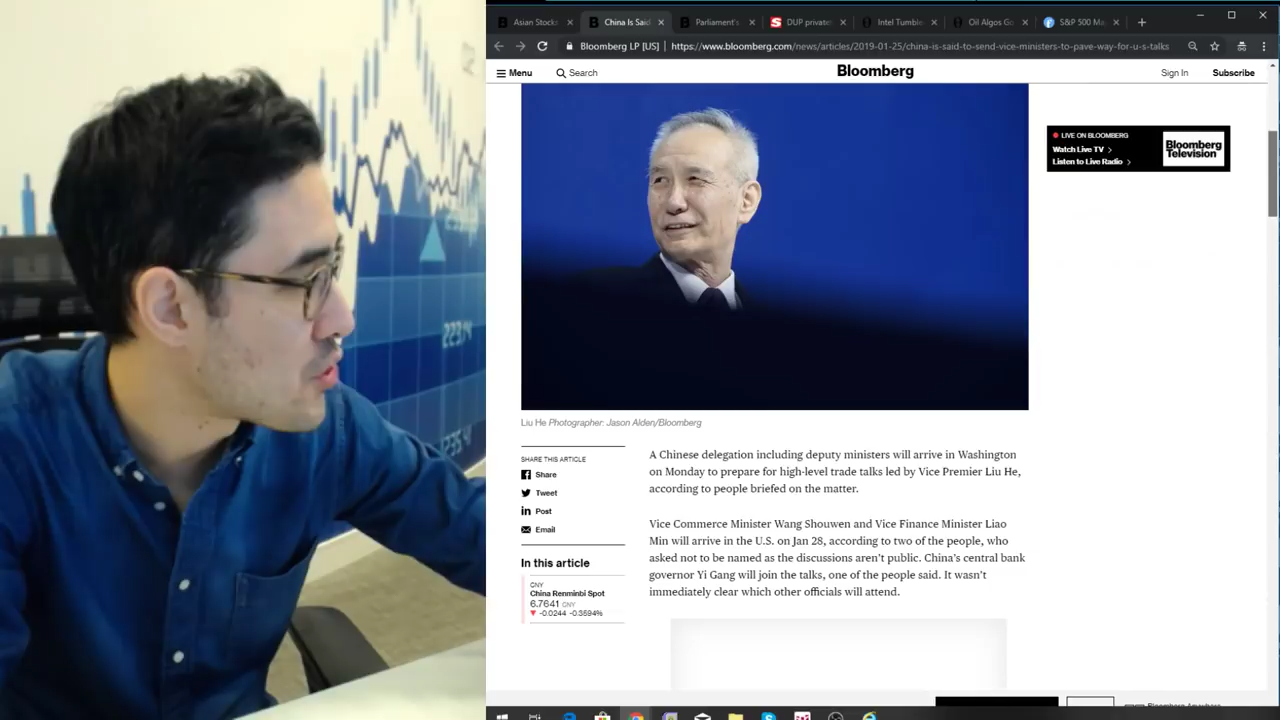 Asian Stocks
China Is Said
Parliament's
DUP private
Intel Tumble
Oil Algos Go
S&P 500 Ma
Bloomberg LP [US] | https://www.bloomberg.com/news/articles/2019-01-25/china-is-said-to-send-vice-ministers-to-pave-way-for-u-s-talks
Menu
Search
Bloomberg
Sign In
Subscribe
LIVE ON BLOOMBERG
Watch Live TV >
Listen to Live Radio >
Bloomberg
Television
223,14
Liu He Photographer: Jason Alden/Bloomberg
SHARE THIS ARTICLE
Share
Tweet
Post
Email
A Chinese delegation including deputy ministers will arrive in Washington
on Monday to prepare for high-level trade talks led by Vice Premier Liu He,
according to people briefed on the matter.
Vice Commerce Minister Wang Shouwen and Vice Finance Minister Liao
Min will arrive in the U.S. on Jan 28, according to two of the people, who
asked not to be named as the discussions aren't public. China's central bank
governor Yi Gang will join the talks, one of the people said. It wasn't
immediately clear which other officials will attend.
In this article
CNY
China Renminbi Spot
6.7641 CNY
▼ -0.0244 -0.3594%
Bloomberg Anywhere